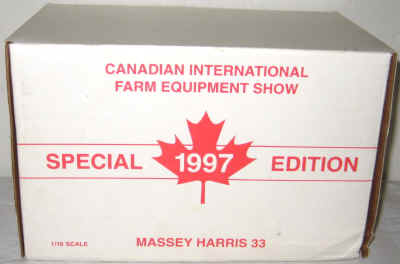 CANADIAN INTERNATIONAL
FARM EQUIPMENT SHOW
SPECIAL 1997 EDITION
1/16 SCALE MASSEY HARRIS 33